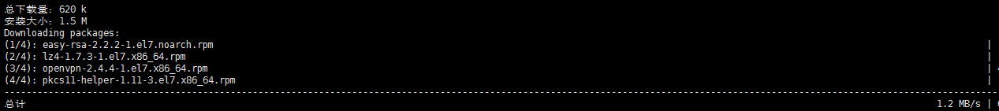 总下载量：620 k
安装大小：1.5 M
Downloading packages:
(1/4): easy-rsa-2.2.2-1.el7.noarch.rpm |
(2/4): lz4-1.7.3-1.el7.x86_64.rpm |
(3/4): openvpn-2.4.4-1.el7.x86_64.rpm |
(4/4): pkcs11-helper-1.11-3.el7.x86_64.rpm |
总计 1.2 MB/s |